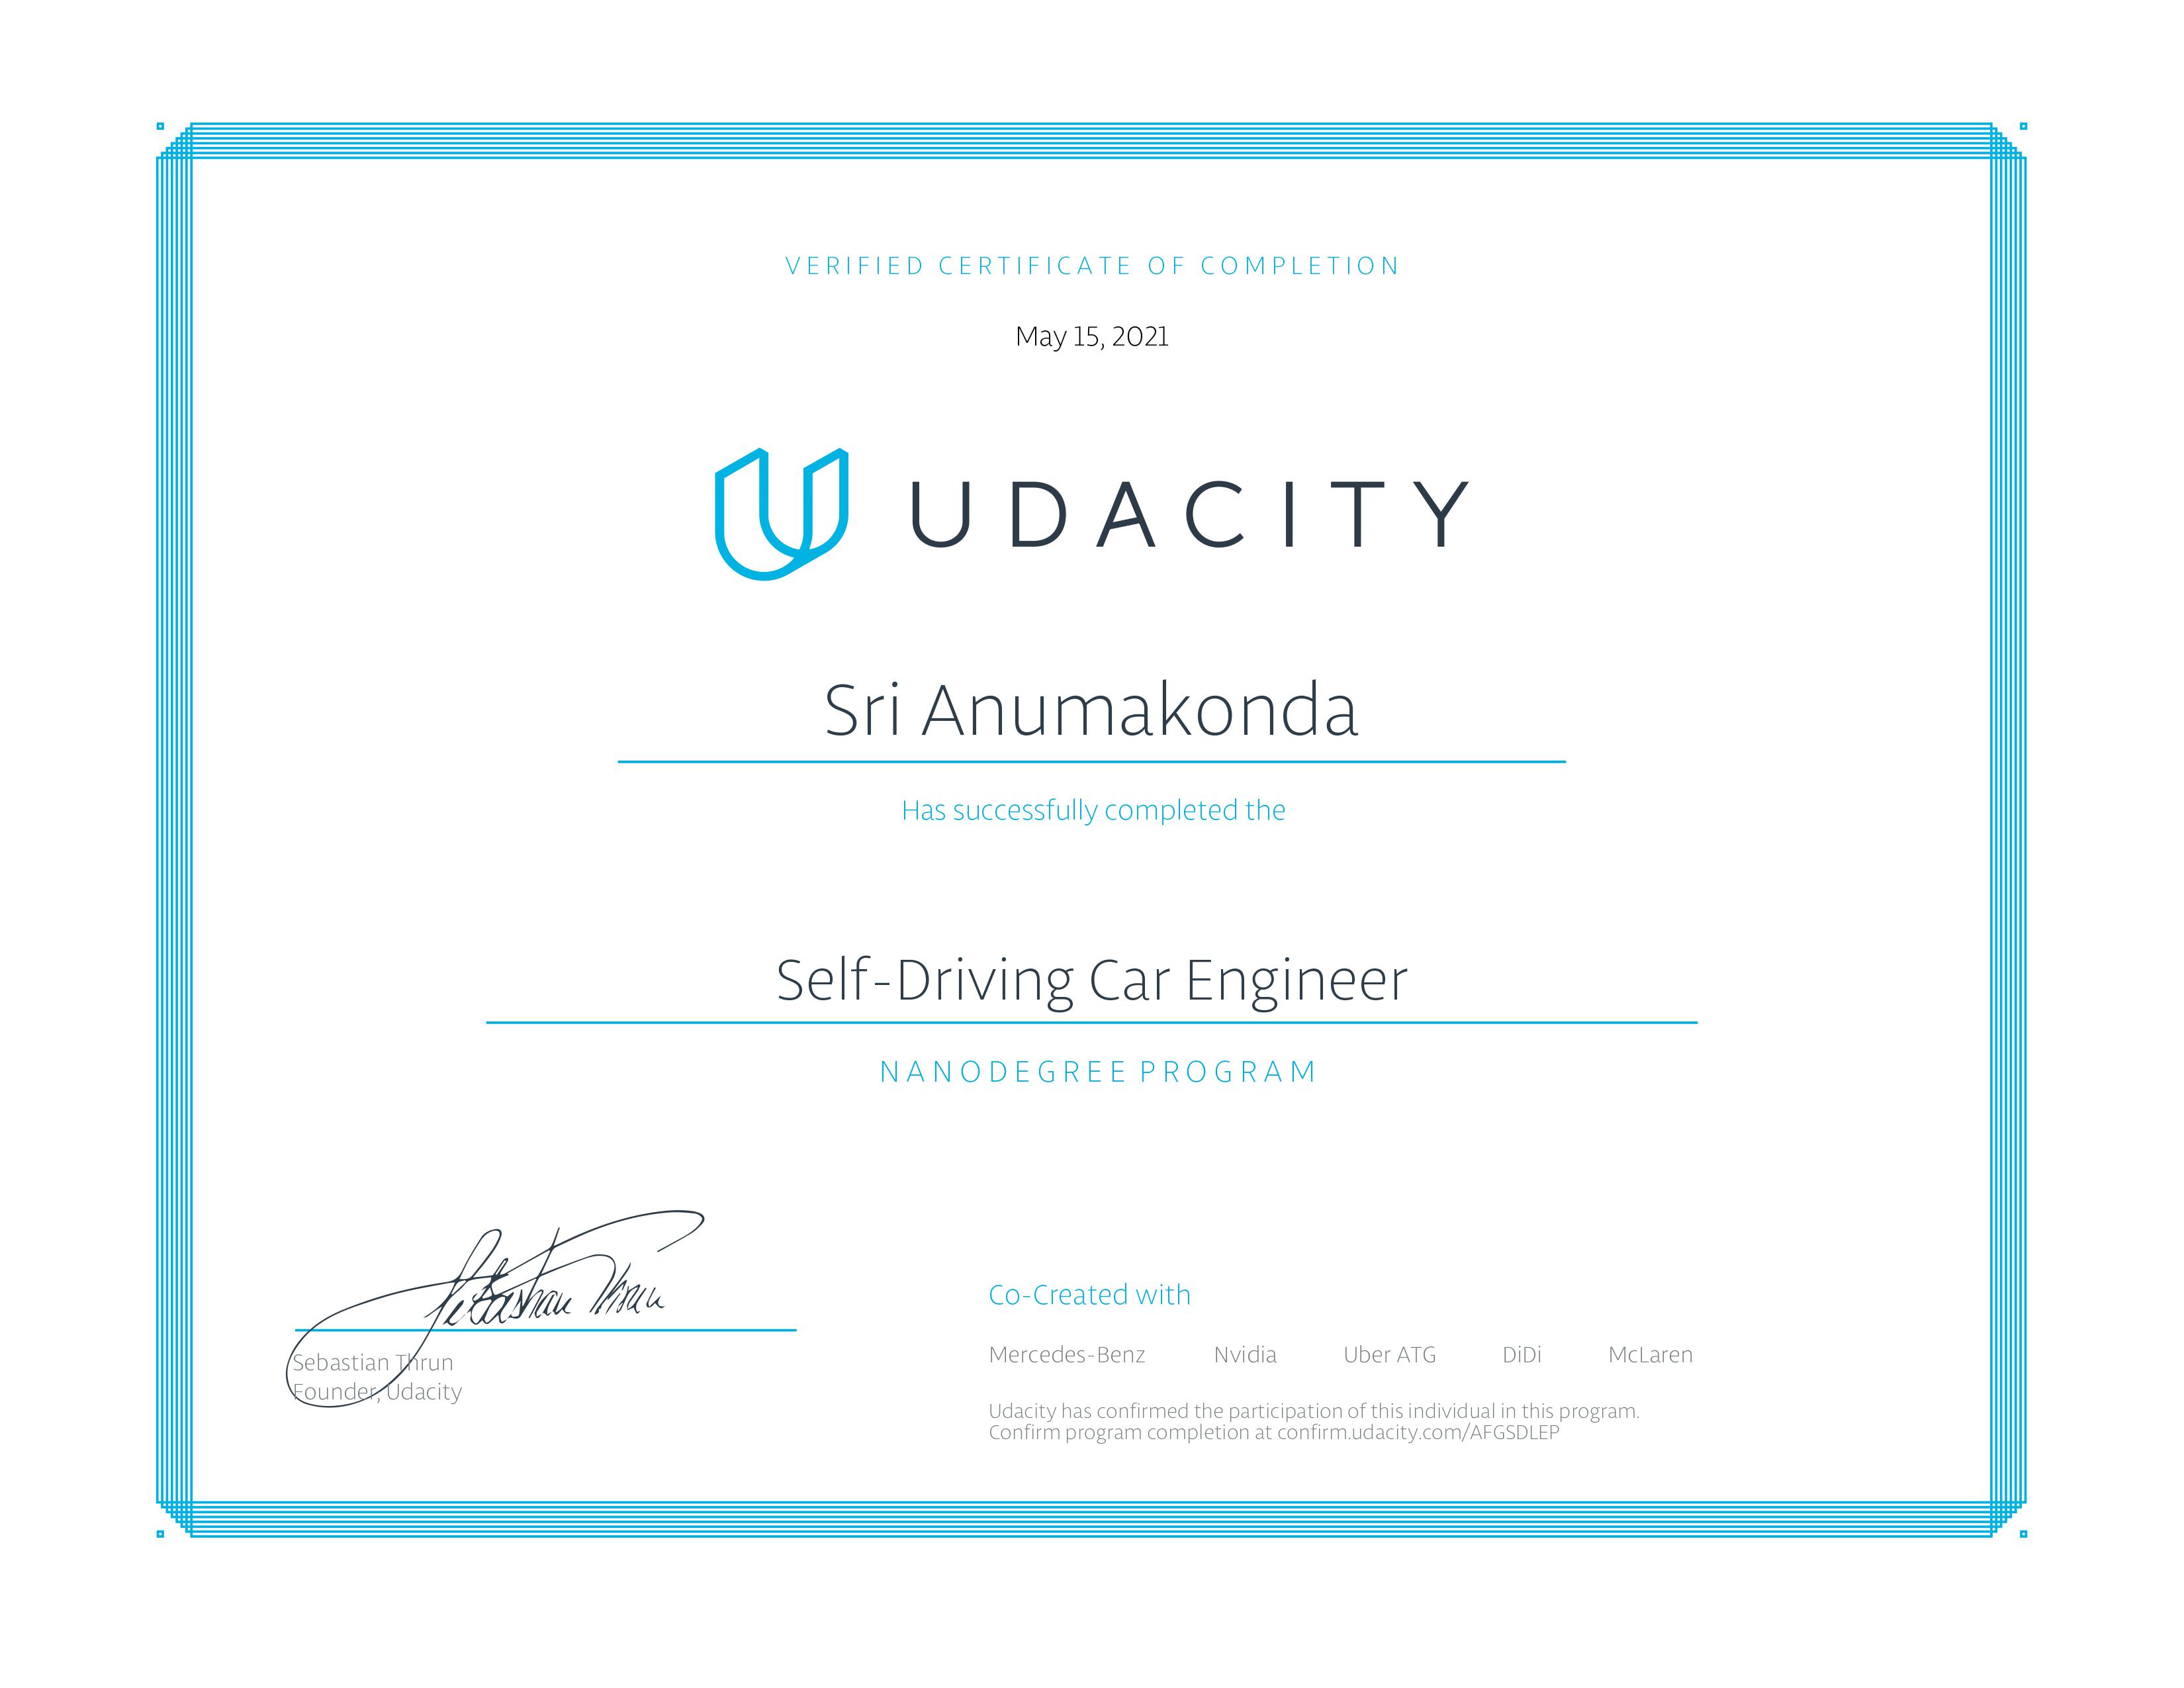 VERIFIED CERTIFICATE OF COMPLETION
May 15, 2021
UDACITY
Sri Anumakonda
Has successfully completed the
Self-Driving Car Engineer
NANODEGREE PROGRAM
Sebastian Thrun
Sebastian Thrun
Founder, Udacity
Co-Created with
Mercedes-Benz Nvidia Uber ATG DiDi McLaren
Udacity has confirmed the participation of this individual in this program.
Confirm program completion at confirm.udacity.com/AFGSDLEP